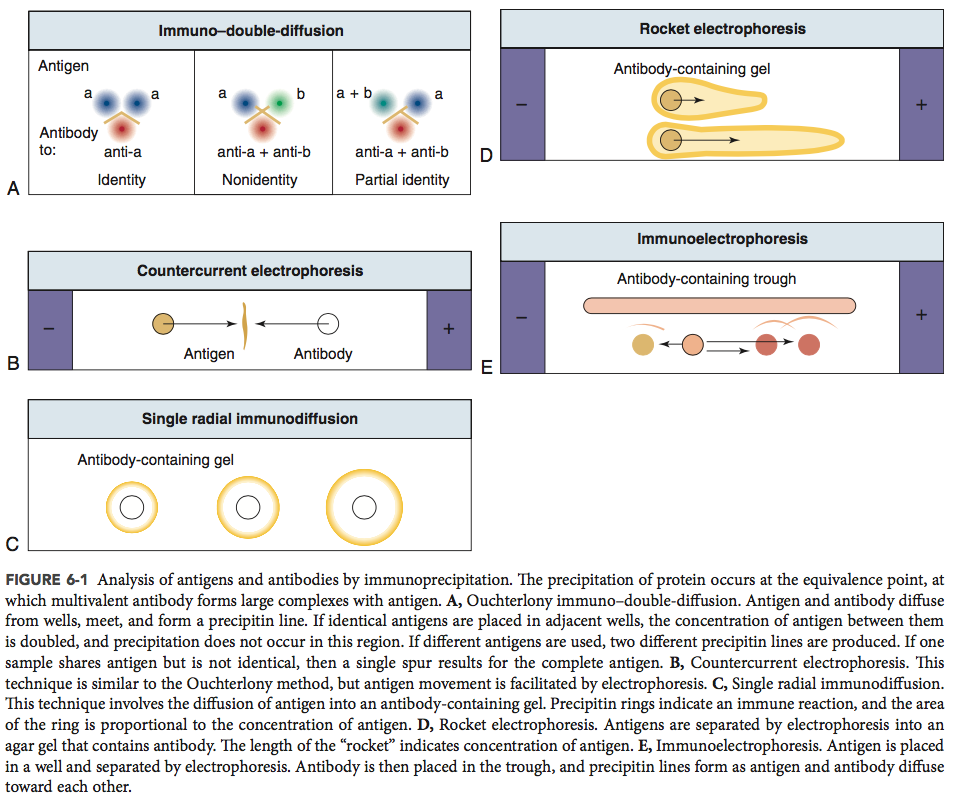 Immuno–double-diffusion
Antigen
a
a
a
b
a + b
a
Antibody
to:
anti-a
anti-a + anti-b
anti-a + anti-b
Identity
Nonidentity
Partial identity
A
Countercurrent electrophoresis
–
+
Antigen
Antibody
B
Single radial immunodiffusion
Antibody-containing gel
C
Rocket electrophoresis
Antibody-containing gel
–
+
D
Immunoelectrophoresis
Antibody-containing trough
–
+
E
FIGURE 6-1 Analysis of antigens and antibodies by immunoprecipitation. The precipitation of protein occurs at the equivalence point, at
which multivalent antibody forms large complexes with antigen. A, Ouchterlony immuno–double-diffusion. Antigen and antibody diffuse
from wells, meet, and form a precipitin line. If identical antigens are placed in adjacent wells, the concentration of antigen between them
is doubled, and precipitation does not occur in this region. If different antigens are used, two different precipitin lines are produced. If one
sample shares antigen but is not identical, then a single spur results for the complete antigen. B, Countercurrent electrophoresis. This
technique is similar to the Ouchterlony method, but antigen movement is facilitated by electrophoresis. C, Single radial immunodiffusion.
This technique involves the diffusion of antigen into an antibody-containing gel. Precipitin rings indicate an immune reaction, and the area
of the ring is proportional to the concentration of antigen. D, Rocket electrophoresis. Antigens are separated by electrophoresis into an
agar gel that contains antibody. The length of the “rocket” indicates concentration of antigen. E, Immunoelectrophoresis. Antigen is placed
in a well and separated by electrophoresis. Antibody is then placed in the trough, and precipitin lines form as antigen and antibody diffuse
toward each other.